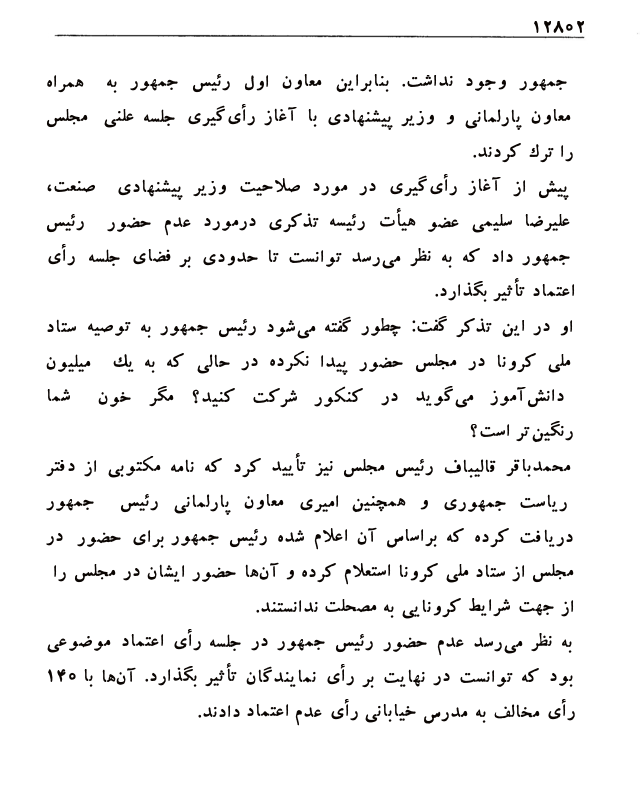 ۱۲۸۰۲
جمهور وجود نداشت. بنابراین معاون اول رئیس جمهور به همراه
معاون پارلمانی و وزیر پیشنهادی با آغاز رأی‌گیری جلسه علنی مجلس
را ترك کردند.
پیش از آغاز رأی‌گیری در مورد صلاحیت وزیر پیشنهادی صنعت،
علیرضا سلیمی عضو هیأت رئیسه تذکری درمورد عدم حضور رئیس
جمهور داد که به نظر می‌رسد توانست تا حدودی بر فضای جلسه رأی
اعتماد تأثیر بگذارد.
او در این تذکر گفت: چطور گفته می‌شود رئیس جمهور به توصیه ستاد
ملی کرونا در مجلس حضور پیدا نکرده در حالی که به یك میلیون
دانش‌آموز می‌گوید در کنکور شرکت کنید؟ مگر خون شما
رنگین‌تر است؟
محمدباقر قالیباف رئیس مجلس نیز تأیید کرد که نامه مکتوبی از دفتر
ریاست جمهوری و همچنین امیری معاون پارلمانی رئیس جمهور
دریافت کرده که براساس آن اعلام شده رئیس جمهور برای حضور در
مجلس از ستاد ملی کرونا استعلام کرده و آن‌ها حضور ایشان در مجلس را
از جهت شرایط کرونایی به مصحلت ندانستند.
به نظر می‌رسد عدم حضور رئیس جمهور در جلسه رأی اعتماد موضوعی
بود که توانست در نهایت بر رأی نمایندگان تأثیر بگذارد. آن‌ها با ۱۴۰
رأی مخالف به مدرس خیابانی رأی عدم اعتماد دادند.